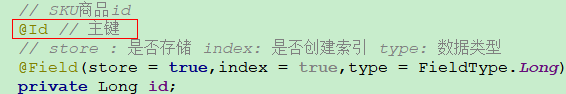 // SKU商品id
@Id // 主键
// store : 是否存储 index: 是否创建索引 type: 数据类型
@Field(store = true,index = true,type = FieldType.Long)
private Long id;